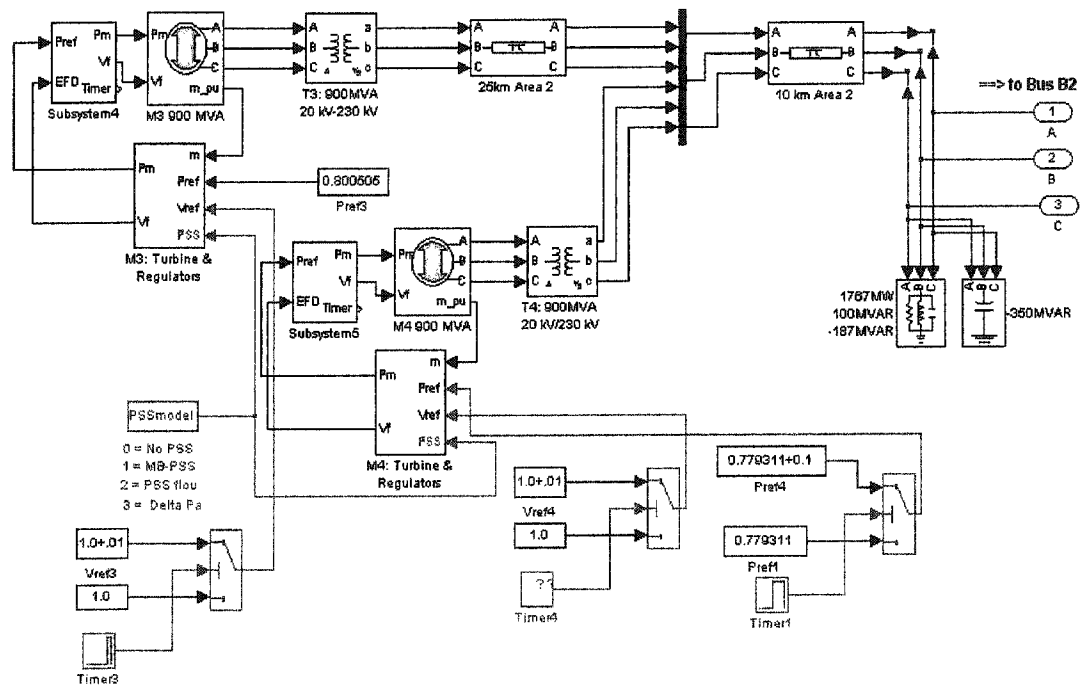 Pref
EFD
Pm
Vf
Timer
Subsystem4
Pm
Vf
A
B
C
m_pu
M3 900 MVA
A
B
C
a
b
c
T3: 900MVA
20 kV-230 kV
A
B
C
A
B
C
25km Area 2
A
B
C
A
B
C
10 km Area 2
==> to Bus B2
1
A
2
B
3
C
m
Pref
Vref
PSS
Pm
Vf
M3: Turbine &
Regulators
0.800505
Pref3
Pref
EFD
Pm
Vf
Timer
Subsystem5
Pm
Vf
A
B
C
m_pu
M4 900 MVA
A
B
C
a
b
c
T4: 900MVA
20 kV/230 kV
A B C
1767MW
100MVAR
-187MVAR
A B C
-350MVAR
m
Pref
Vref
PSS
Pm
Vf
M4: Turbine &
Regulators
PSSmodel
0 = No PSS
1 = MB-PSS
2 = PSS flou
3 = Delta Pa
1.0+.01
Vref3
1.0
Timer3
1.0+.01
Vref4
1.0
??
Timer4
0.779311+0.1
Pref4
0.779311
Pref1
Timer1